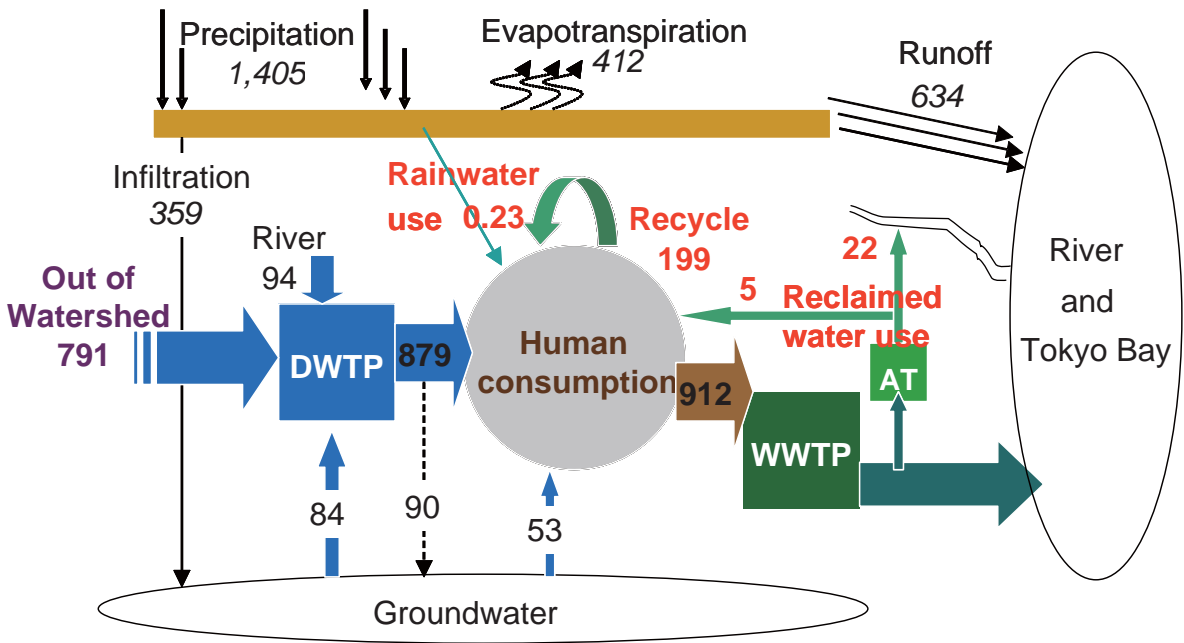 Precipitation
1,405
Evapotranspiration
412
Runoff
634
Infiltration
359
Rainwater
use 0.23
Recycle
199
River
94
22
Out of
Watershed
791
5
Reclaimed
water use
River
and
Tokyo Bay
DWTP
879
Human
consumption
912
AT
WWTP
84
90
53
Groundwater